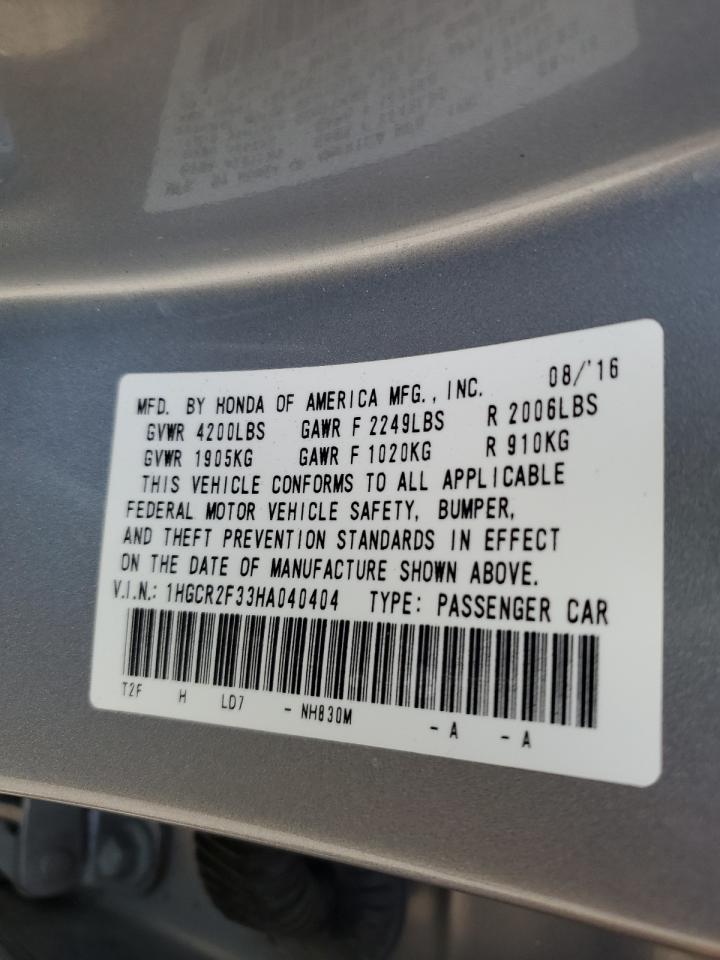 MFD. BY HONDA OF AMERICA MFG., INC. 08/'16
GVWR 4200LBS GAWR F 2249LBS R 2006LBS
GVWR 1905KG GAWR F 1020KG R 910KG
THIS VEHICLE CONFORMS TO ALL APPLICABLE
FEDERAL MOTOR VEHICLE SAFETY, BUMPER,
AND THEFT PREVENTION STANDARDS IN EFFECT
ON THE DATE OF MANUFACTURE SHOWN ABOVE.
V.I.N.: 1HGCR2F33HA040404 TYPE: PASSENGER CAR
T2F H LD7 - NH830M - A - A